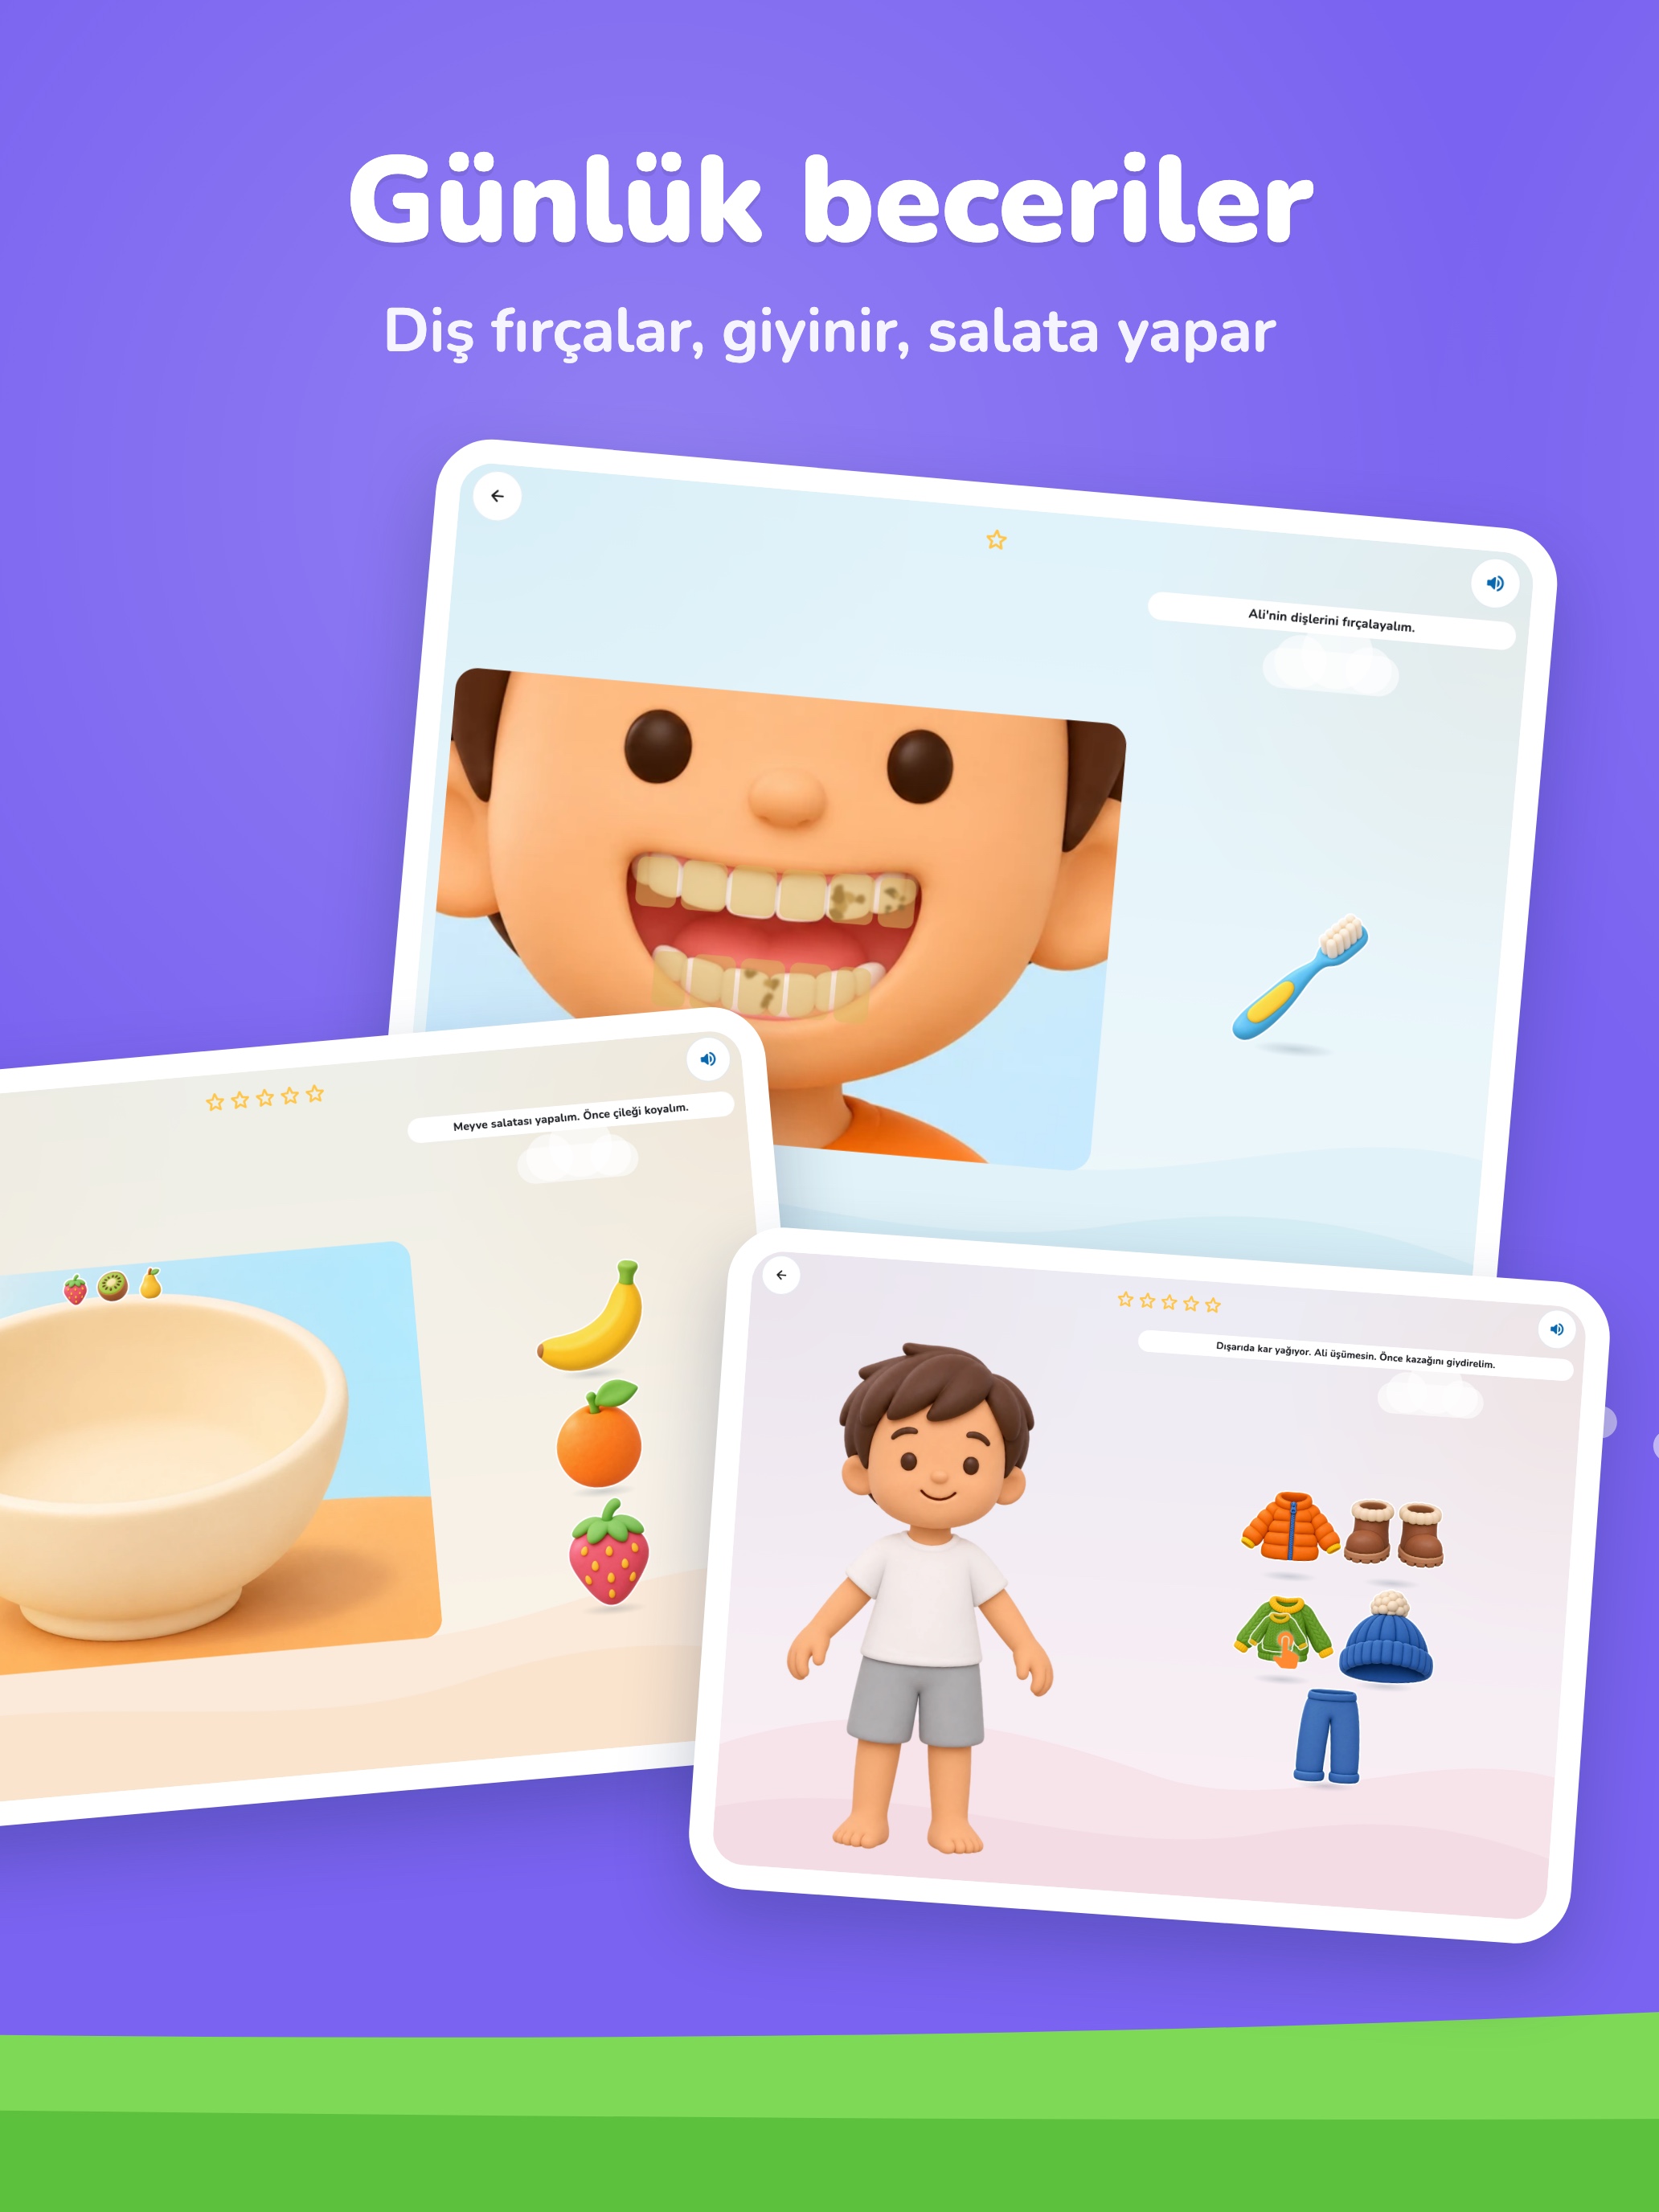 Günlük beceriler
Diş fırçalar, giyinir, salata yapar
Ali'nin dişlerini fırçalayalım.
Meyve salatası yapalım. Önce çileği koyalım.
Dışarıda kar yağıyor. Ali üşümesin. Önce kazağını giydirelim.